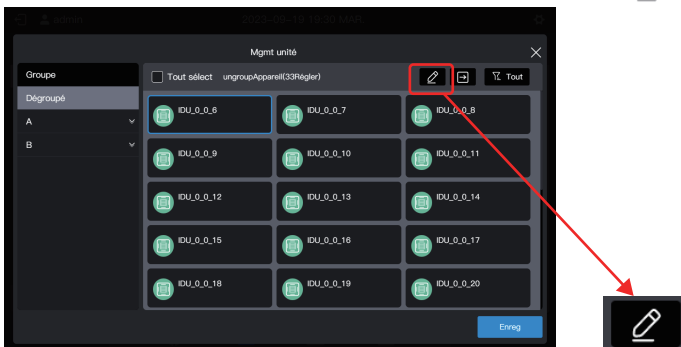 admin 2023-09-19 19:30 MAR
Mgmt unité
Groupe
Tout sélect ungroupAppareil(33Régler) Tout
Dégroupé
A
B
IDU_0_0_6 IDU_0_0_7 IDU_0_0_8
IDU_0_0_9 IDU_0_0_10 IDU_0_0_11
IDU_0_0_12 IDU_0_0_13 IDU_0_0_14
IDU_0_0_15 IDU_0_0_16 IDU_0_0_17
IDU_0_0_18 IDU_0_0_19 IDU_0_0_20
Enreg